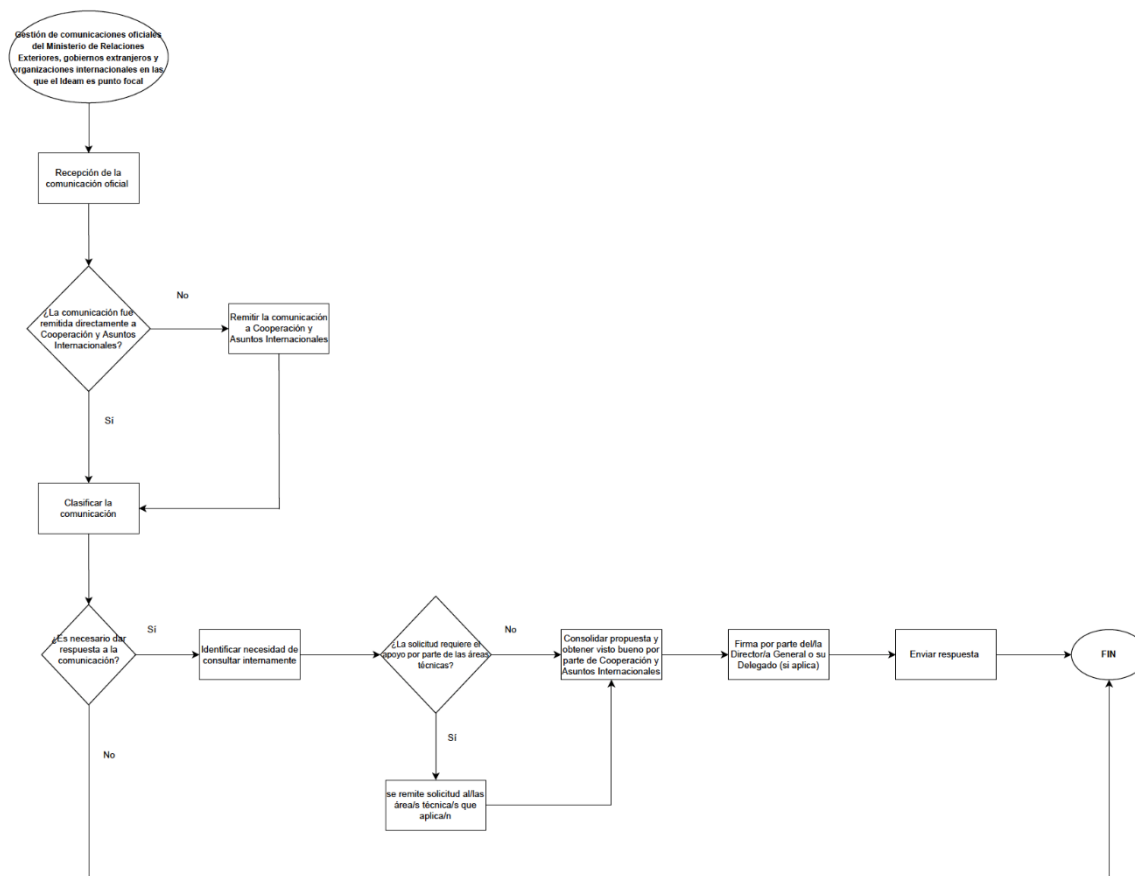 Gestión de comunicaciones oficiales
del Ministerio de Relaciones
Exteriores, gobiernos extranjeros y
organizaciones internacionales en las
que el Ideam es punto focal
Recepción de la
comunicación oficial
¿La comunicación fue
remitida directamente a
Cooperación y Asuntos
Internacionales?
No
Remitir la comunicación
a Cooperación y
Asuntos Internacionales
Sí
Clasificar la
comunicación
¿Es necesario dar
respuesta a la
comunicación?
Sí
Identificar necesidad de
consultar internamente
¿La solicitud requiere el
apoyo por parte de las áreas
técnicas?
No
Consolidar propuesta y
obtener visto bueno por
parte de Cooperación y
Asuntos Internacionales
Firma por parte del/la
Director/a General o su
Delegado (si aplica)
Enviar respuesta
FIN
No
Sí
se remite solicitud al/las
área/s técnica/s que
aplica/n